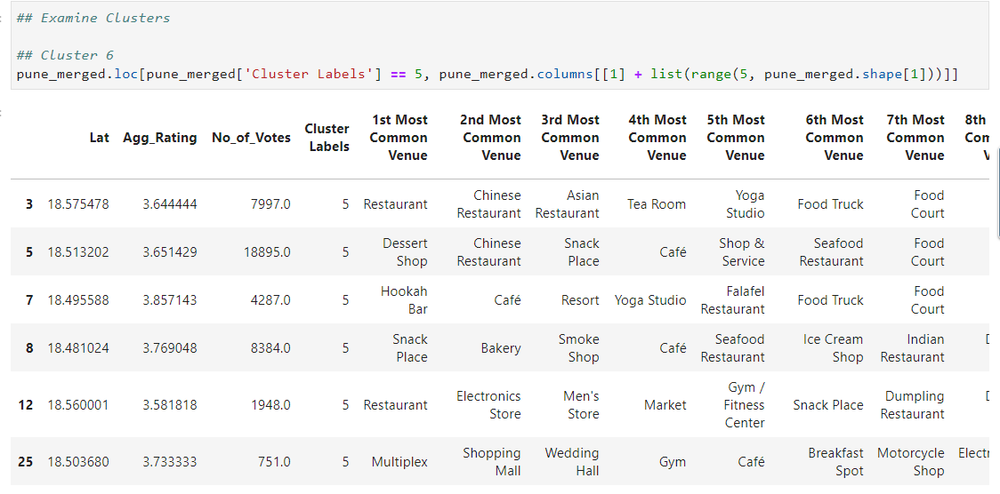 ## Examine Clusters
## Cluster 6
pune_merged.loc[pune_merged['Cluster Labels'] == 5, pune_merged.columns[[1] + list(range(5, pune_merged.shape[1]))]]
Lat Agg_Rating No_of_Votes Cluster Labels 1st Most Common Venue 2nd Most Common Venue 3rd Most Common Venue 4th Most Common Venue 5th Most Common Venue 6th Most Common Venue 7th Most Common Venue 8th
3 18.575478 3.644444 7997.0 5 Restaurant Chinese Restaurant Asian Restaurant Tea Room Yoga Studio Food Truck Food Court
5 18.513202 3.651429 18895.0 5 Dessert Shop Chinese Restaurant Snack Place Café Shop & Service Seafood Restaurant Food Court
7 18.495588 3.857143 4287.0 5 Hookah Bar Café Resort Yoga Studio Falafel Restaurant Food Truck Food Court
8 18.481024 3.769048 8384.0 5 Snack Place Bakery Smoke Shop Café Seafood Restaurant Ice Cream Shop Indian Restaurant
12 18.560001 3.581818 1948.0 5 Restaurant Electronics Store Men's Store Market Gym / Fitness Center Snack Place Dumpling Restaurant
25 18.503680 3.733333 751.0 5 Multiplex Shopping Mall Wedding Hall Gym Café Breakfast Spot Motorcycle Shop